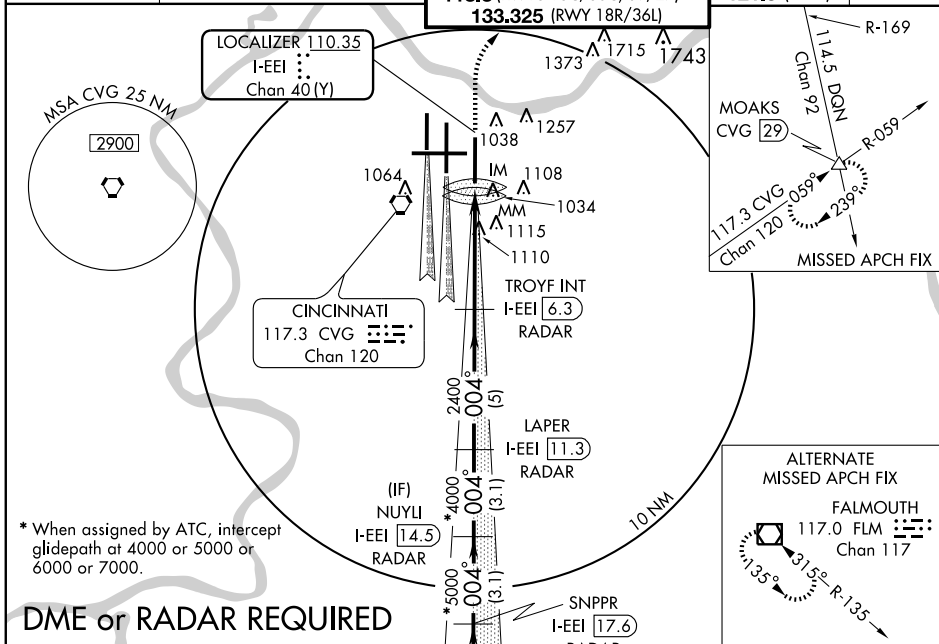 133.325 (RWY 18R/36L)
LOCALIZER 110.35
I-EEI
Chan 40 (Y)
1373
1715
1743
MSA CVG 25 NM
2900
1038
1257
1064
IM
1108
1034
MM
1115
1110
CINCINNATI
117.3 CVG
Chan 120
TROYF INT
I-EEI 6.3
RADAR
2400
004°
(5)
LAPER
I-EEI 11.3
RADAR
*4000
004°
(3.1)
(IF)
NUYLI
I-EEI 14.5
RADAR
10 NM
*5000
004°
(3.1)
SNPPR
I-EEI 17.6
RADAR
* When assigned by ATC, intercept
glidepath at 4000 or 5000 or
6000 or 7000.
DME or RADAR REQUIRED
R-169
114.5 DQN
Chan 92
MOAKS
CVG 29
R-059
059°
239°
117.3 CVG
Chan 120
MISSED APCH FIX
ALTERNATE
MISSED APCH FIX
FALMOUTH
117.0 FLM
Chan 117
135°
315°
R-135